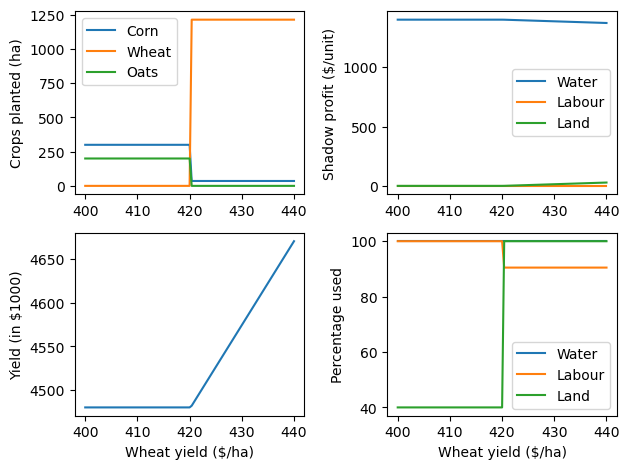 Crops planted (ha)
1250
1000
750
500
250
0
Corn
Wheat
Oats
400 410 420 430 440
Shadow profit ($/unit)
1000
500
0
Water
Labour
Land
400 410 420 430 440
Yield (in $1000)
4650
4600
4550
4500
400 410 420 430 440
Wheat yield ($/ha)
Percentage used
100
80
60
40
Water
Labour
Land
400 410 420 430 440
Wheat yield ($/ha)